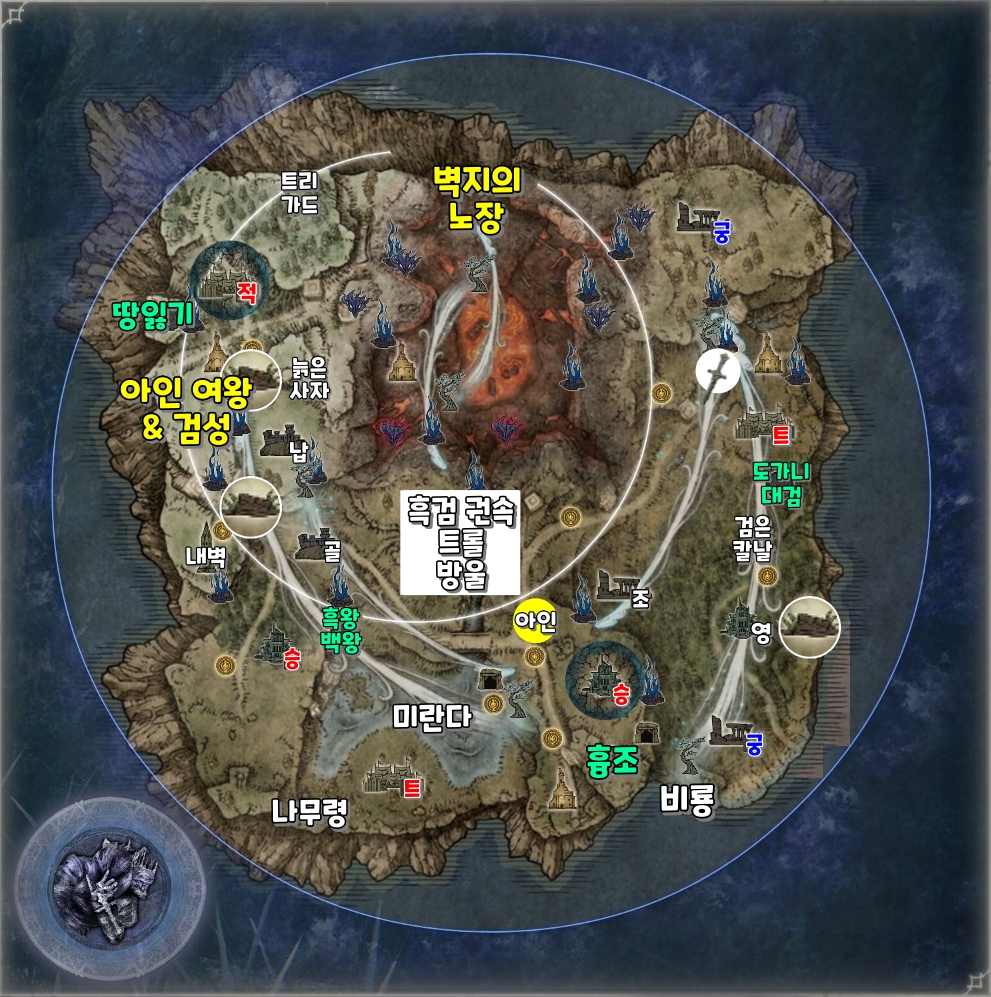 트리
가드
벽지의
노장
궁
적
땅잃기
늙은
사자
아인 여왕
& 검성
납
트
도가니
대검
흑검 권속
트롤
방울
검은
칼날
내벽
골
조
아인
흑왕
백왕
영
승
승
미란다
궁
흉조
트
나무령
비룡